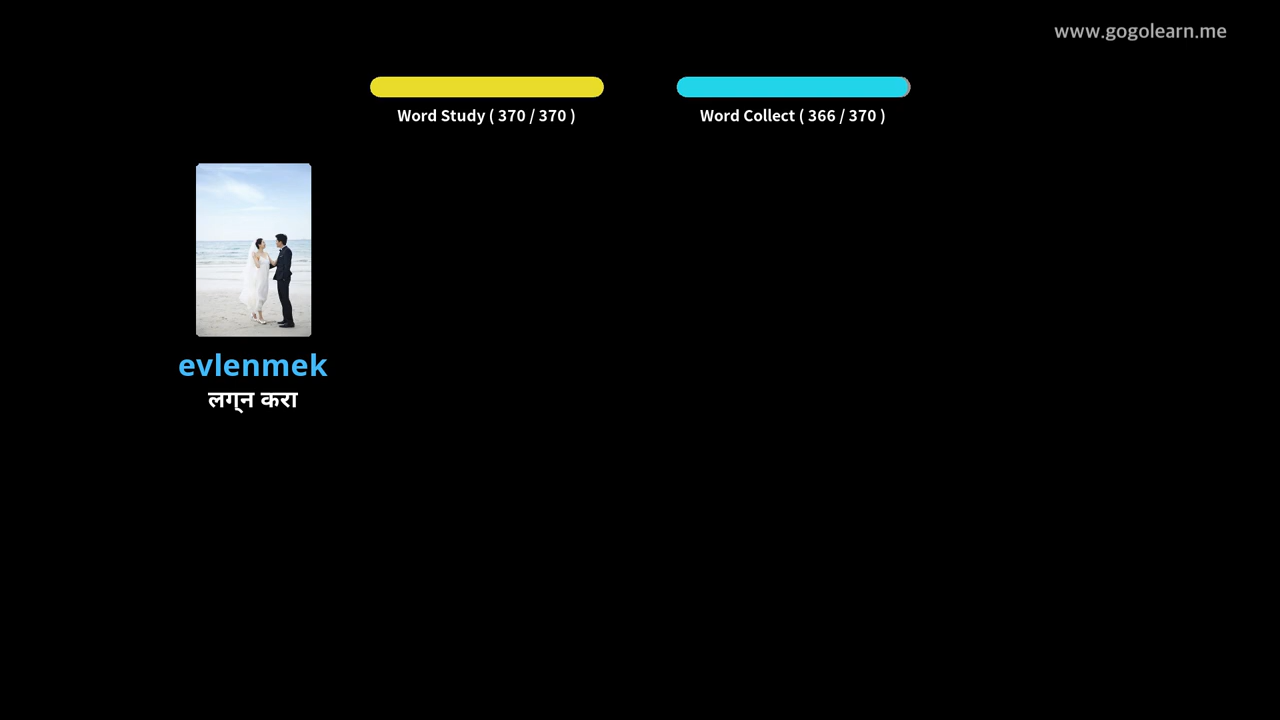 www.gogolearn.me
Word Study ( 370 / 370 )
Word Collect ( 366 / 370 )
evlenmek
लग्न करा